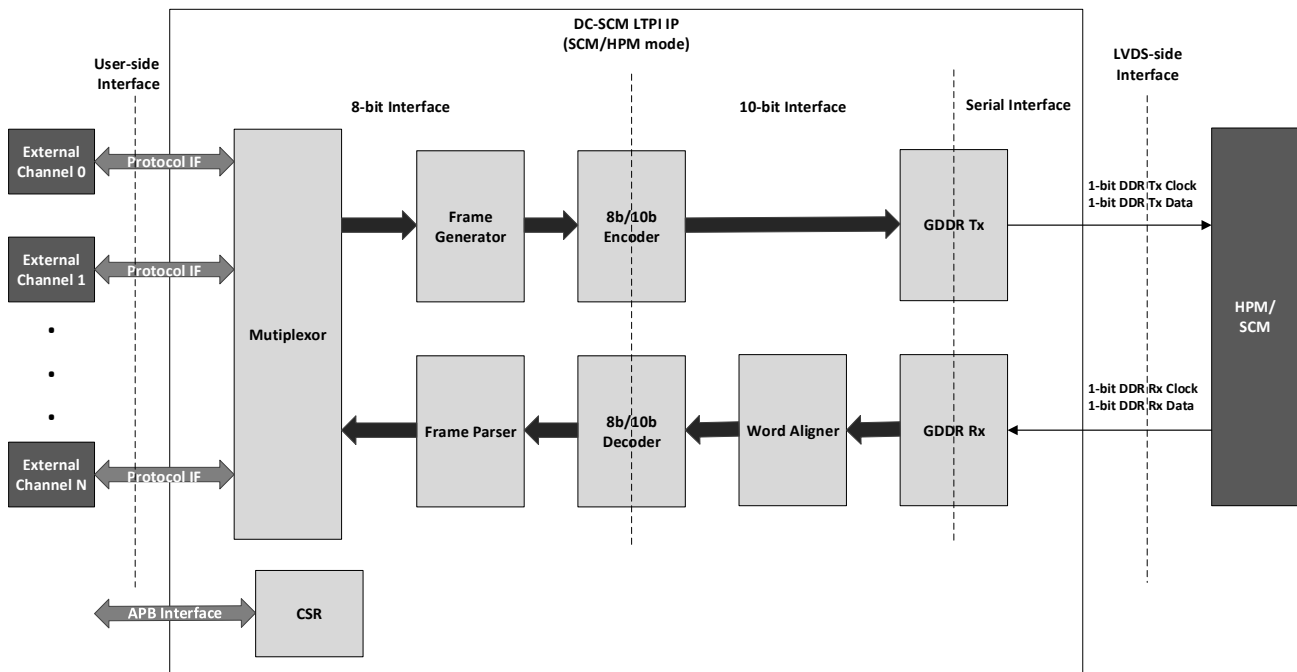 DC-SCM LTPI IP
(SCM/HPM mode)
User-side
Interface
LVDS-side
Interface
8-bit Interface
10-bit Interface
Serial Interface
External
Channel 0
Protocol IF
External
Channel 1
Protocol IF
External
Channel N
Protocol IF
Mutiplexor
Frame
Generator
8b/10b
Encoder
GDDR Tx
1-bit DDR Tx Clock
1-bit DDR Tx Data
HPM/
SCM
Frame Parser
8b/10b
Decoder
Word Aligner
GDDR Rx
1-bit DDR Rx Clock
1-bit DDR Rx Data
APB Interface
CSR